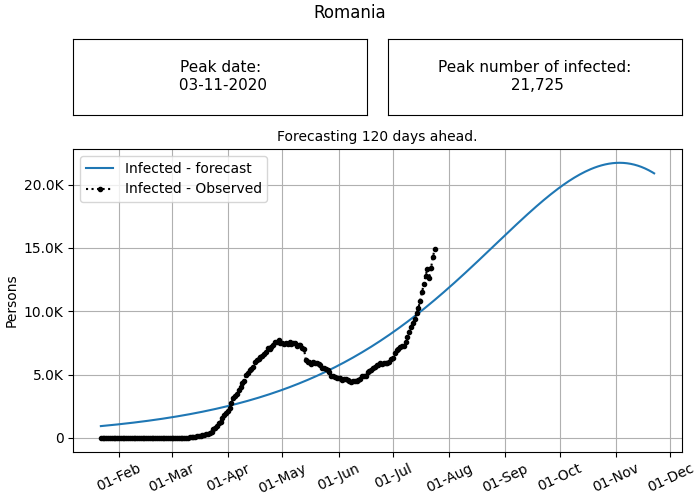 Romania
Peak date:
03-11-2020
Peak number of infected:
21,725
Forecasting 120 days ahead.
Infected - forecast
Infected - Observed
Persons
20.0K
15.0K
10.0K
5.0K
0
01-Feb
01-Mar
01-Apr
01-May
01-Jun
01-Jul
01-Aug
01-Sep
01-Oct
01-Nov
01-Dec